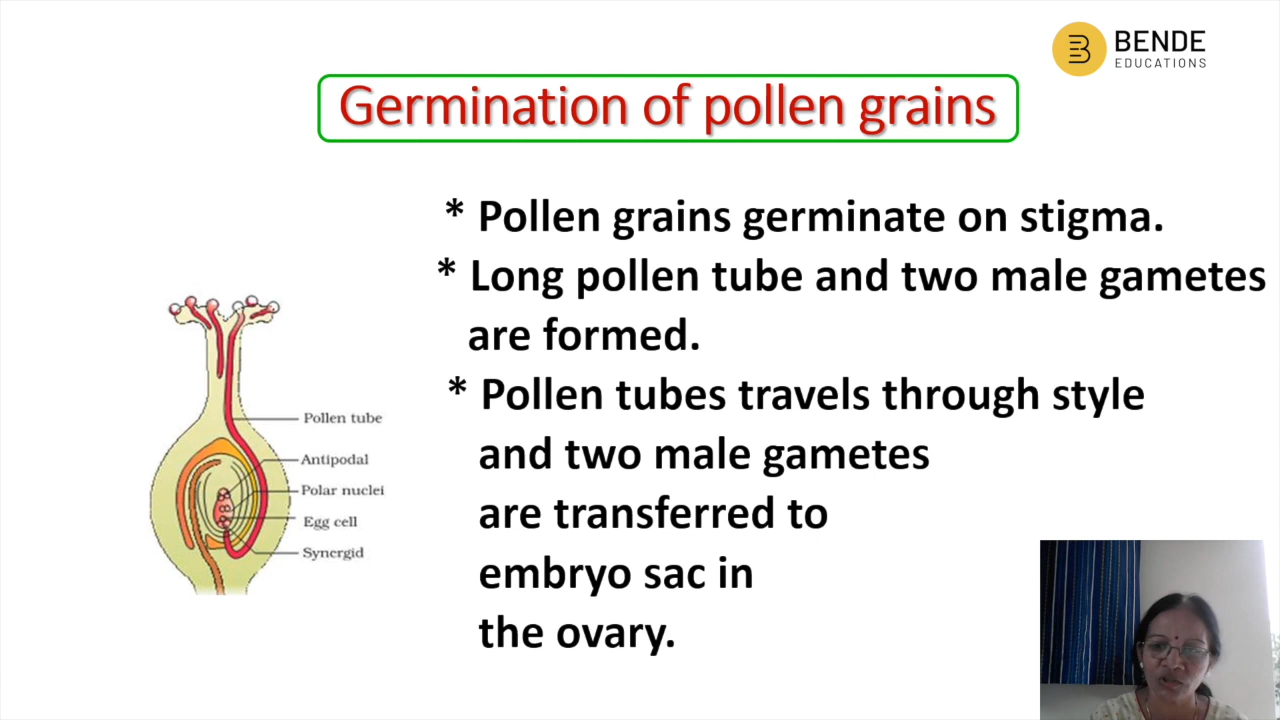 BENDE
EDUCATIONS
Germination of pollen grains
* Pollen grains germinate on stigma.
* Long pollen tube and two male gametes
are formed.
* Pollen tubes travels through style
and two male gametes
are transferred to
embryo sac in
the ovary.
Pollen tube
Antipodal
Polar nuclei
Egg cell
Synergid